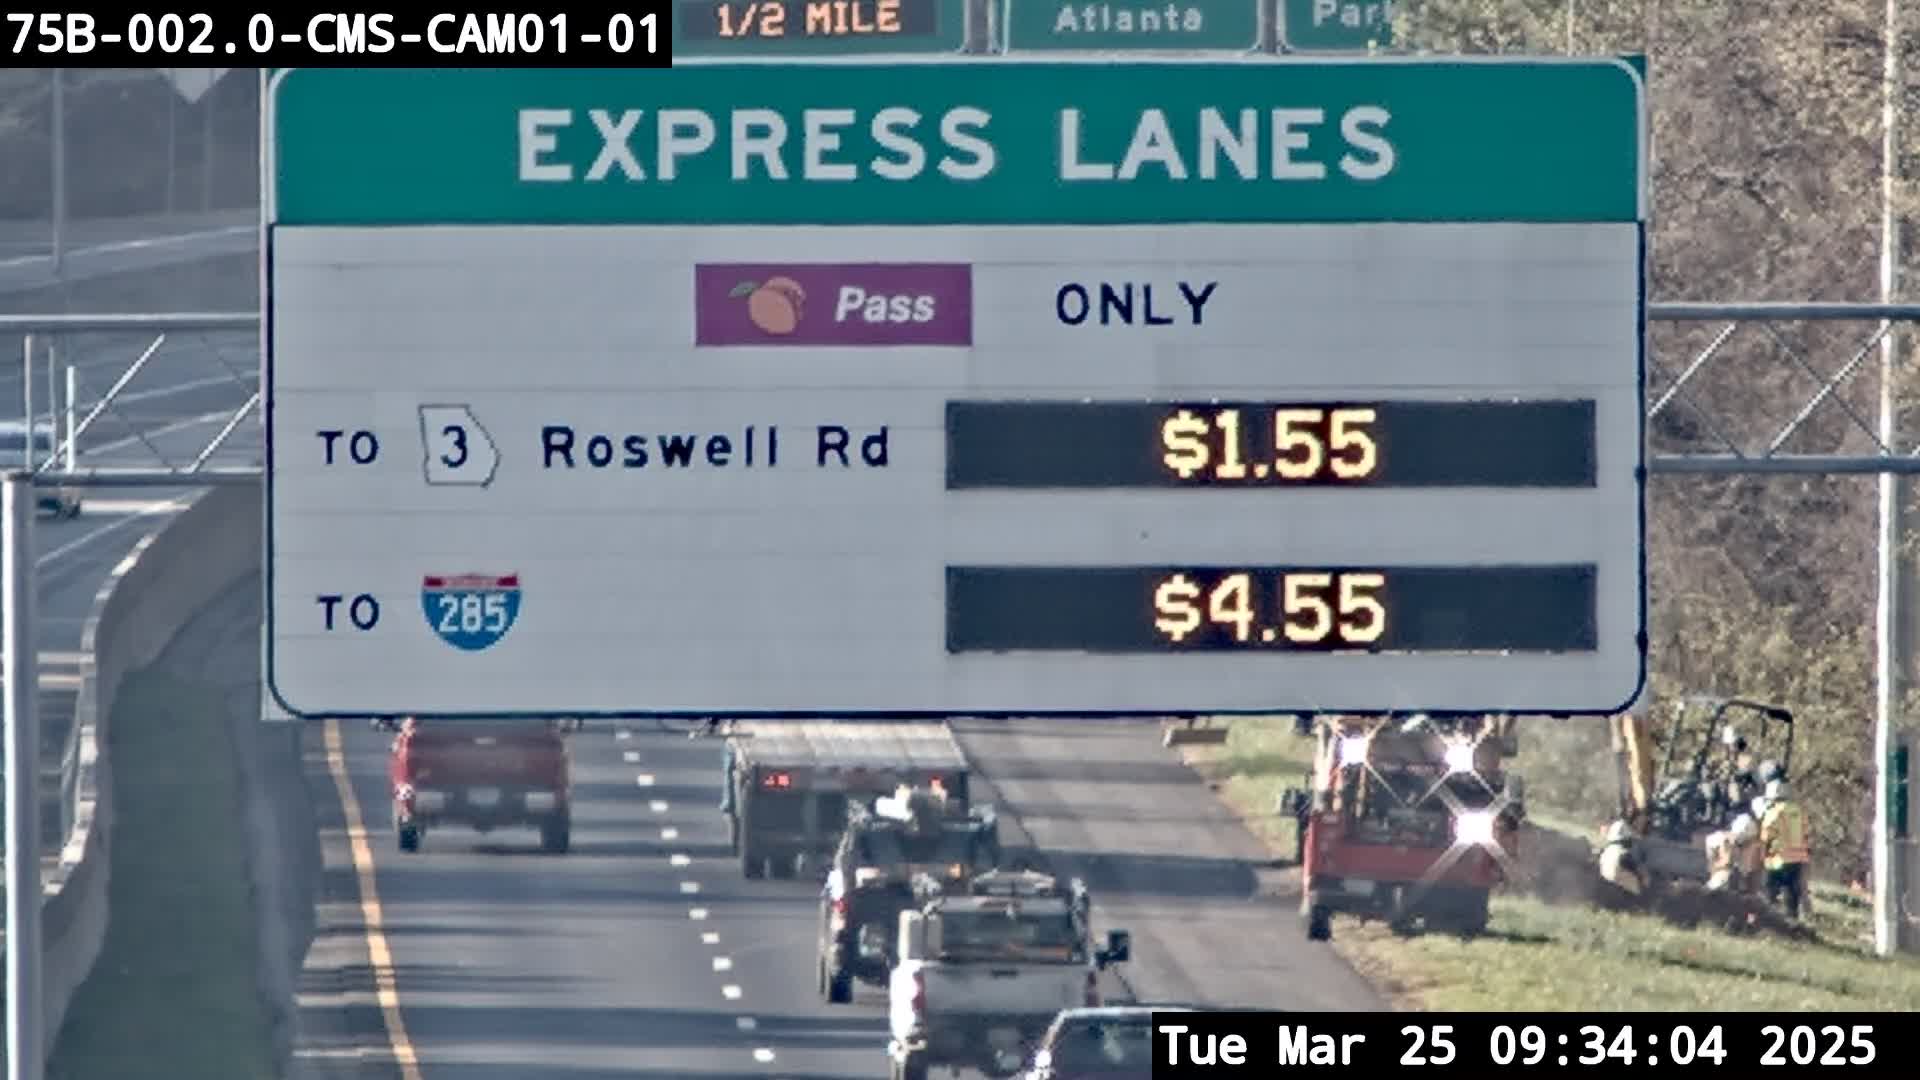 75B-002.0-CMS-CAM01-01
1/2 MILE
Atlanta
EXPRESS LANES
Pass ONLY
TO 3 Roswell Rd $1.55
TO 285 $4.55
Tue Mar 25 09:34:04 2025